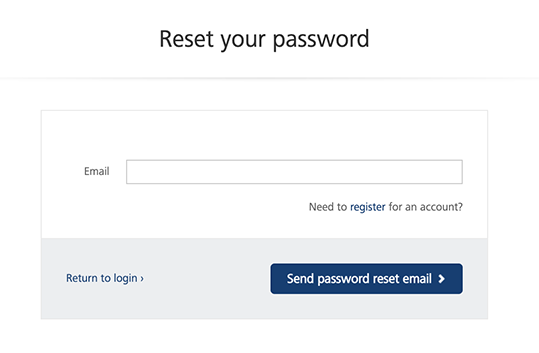 Reset your password
Email
Need to register for an account?
Return to login ›
Send password reset email ›